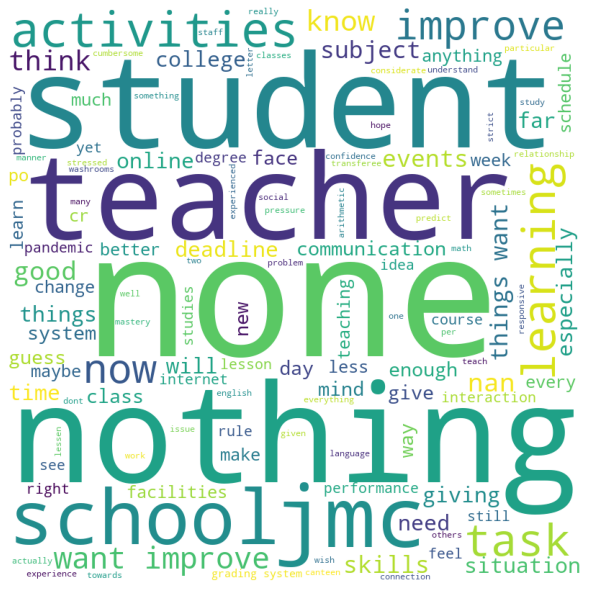 activities
really
staff
cumbersome
know
improve
particular
think
college
letter
classes
subject
anything
considerate
understand
student
probably
much
something
far
schedule
yet
online
degree
face
hope
confidence
study
strict
manner
stressed
transferee
events
week
relationship
po
washrooms
experienced
teacher
many
cr
social
pressure
arithmetic
sometimes
learn
pandemic
better
deadline
communication
predict
math
good
two
problem
idea
things want
especially
learning
change
none
things
well
mastery
studies
new
teaching
one
course
per
responsive
system
guess
maybe
now
will
lesson
day
less
enough
nan
teach
every
time
internet
mind
give
interaction
class
english
everything
nothing
dont
issue
rule
lessen
see
work
given
make
language
way
right
facilities
performance
giving
schooljmc
need
others
still
task
want improve
feel
actually
wish
skills
situation
experience
towards
grading system
canteen
connection